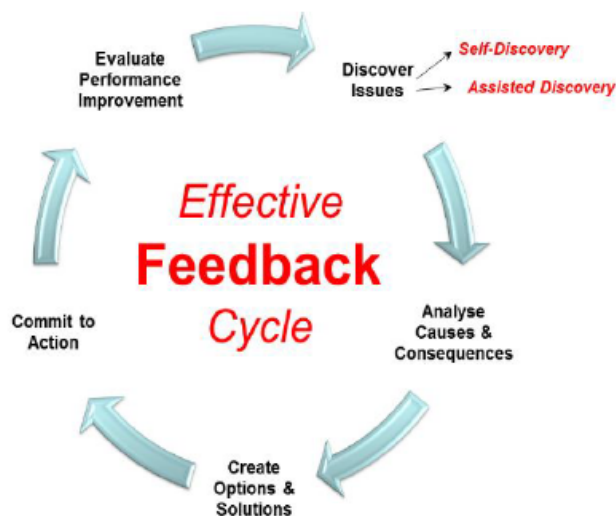 Evaluate
Performance
Improvement
Discover
Issues
Self-Discovery
Assisted Discovery
Effective
Feedback
Cycle
Analyse
Causes &
Consequences
Commit to
Action
Create
Options &
Solutions